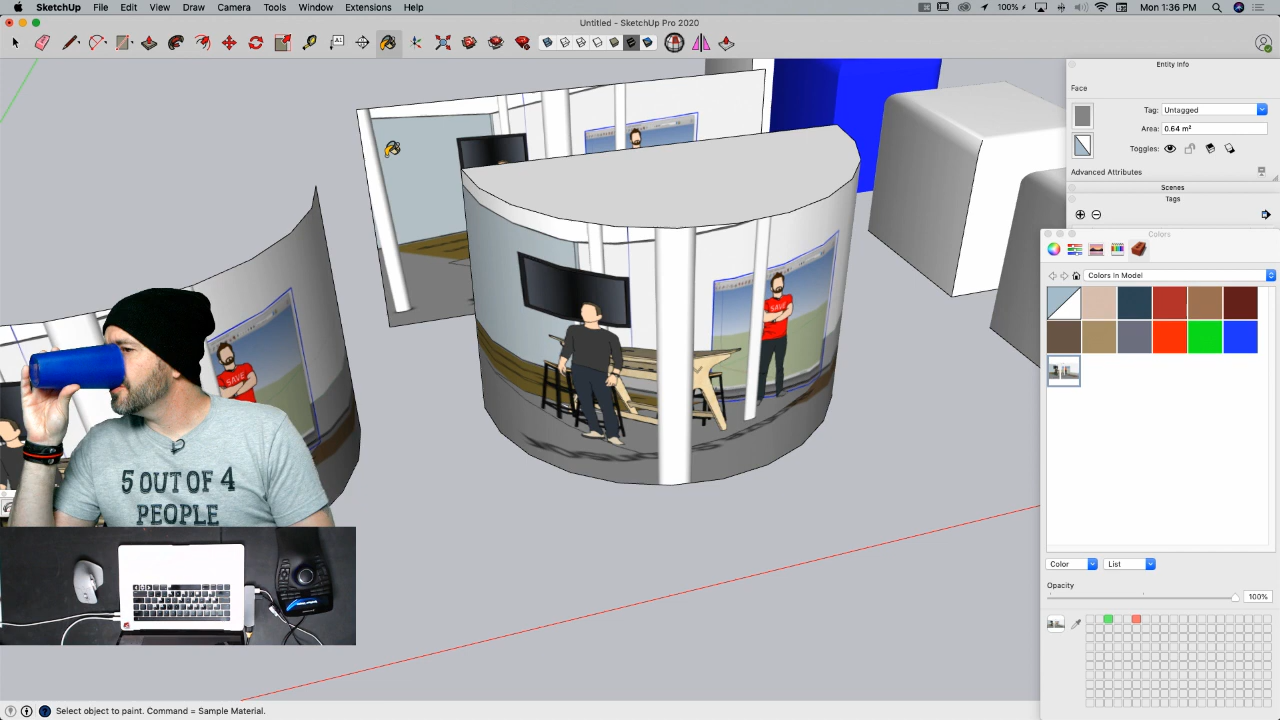 SketchUp File Edit View Draw Camera Tools Window Extensions Help 100% Mon 1:36 PM
Untitled - SketchUp Pro 2020
Entity Info
Face
Tag: Untagged
Area: 0.64 m²
Toggles:
Advanced Attributes
Scenes
Tags
Colors
Colors In Model
SAVE
SAVE
5 OUT OF 4
PEOPLE
Color List
Opacity
100%
Select object to paint. Command = Sample Material.